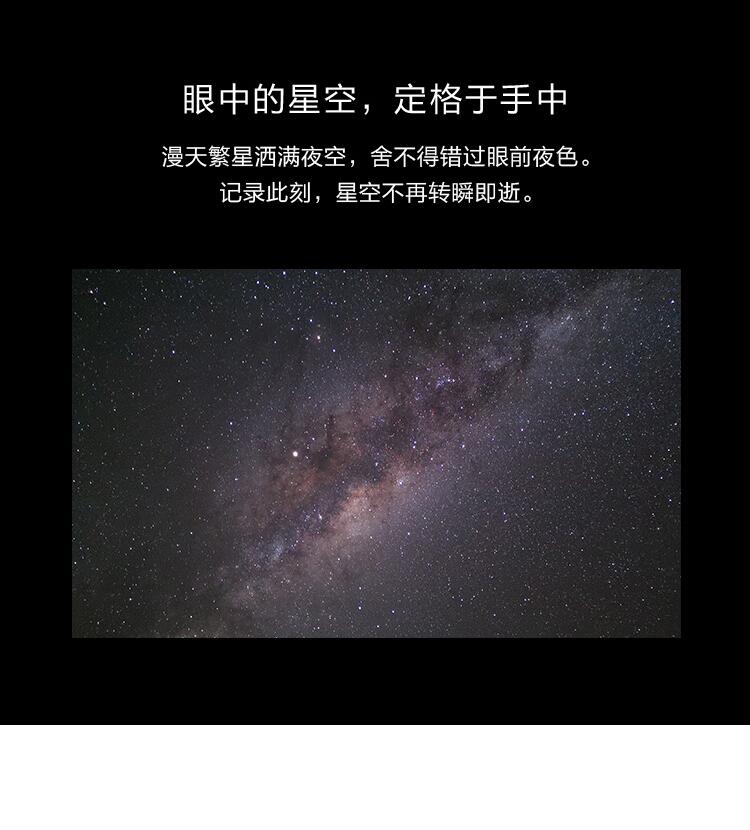 眼中的星空，定格于手中
漫天繁星洒满夜空，舍不得错过眼前夜色。
记录此刻，星空不再转瞬即逝。